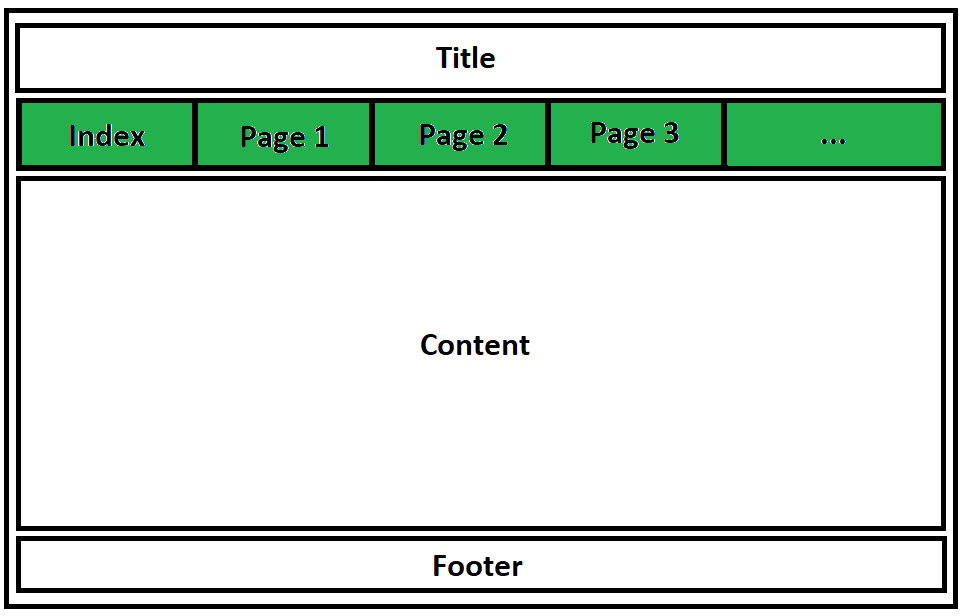 Title
Index Page 1 Page 2 Page 3 ...
Content
Footer